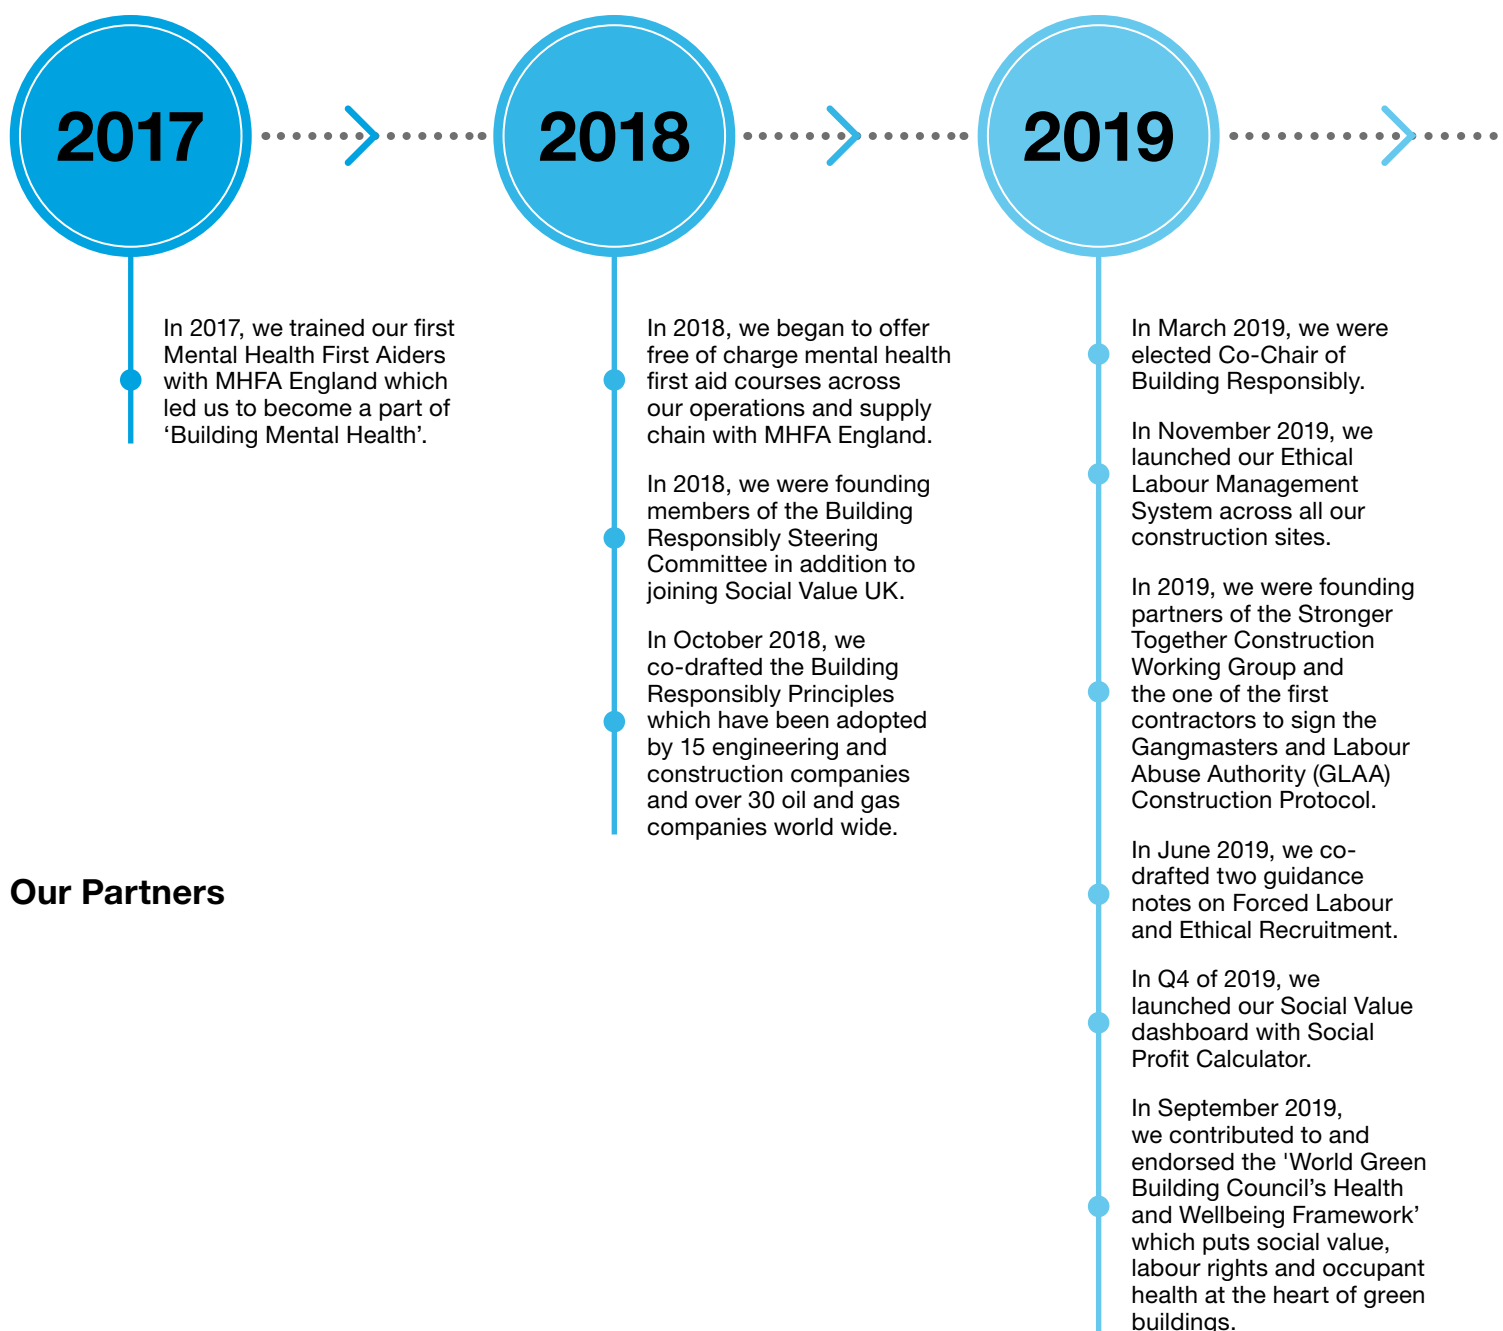 2017
In 2017, we trained our first
Mental Health First Aiders
with MHFA England which
led us to become a part of
‘Building Mental Health’.
2018
In 2018, we began to offer
free of charge mental health
first aid courses across
our operations and supply
chain with MHFA England.
In 2018, we were founding
members of the Building
Responsibly Steering
Committee in addition to
joining Social Value UK.
In October 2018, we
co-drafted the Building
Responsibly Principles
which have been adopted
by 15 engineering and
construction companies
and over 30 oil and gas
companies world wide.
2019
In March 2019, we were
elected Co-Chair of
Building Responsibly.
In November 2019, we
launched our Ethical
Labour Management
System across all our
construction sites.
In 2019, we were founding
partners of the Stronger
Together Construction
Working Group and
the one of the first
contractors to sign the
Gangmasters and Labour
Abuse Authority (GLAA)
Construction Protocol.
In June 2019, we co-
drafted two guidance
notes on Forced Labour
and Ethical Recruitment.
In Q4 of 2019, we
launched our Social Value
dashboard with Social
Profit Calculator.
In September 2019,
we contributed to and
endorsed the 'World Green
Building Council’s Health
and Wellbeing Framework’
which puts social value,
labour rights and occupant
health at the heart of green
buildings.
Our Partners